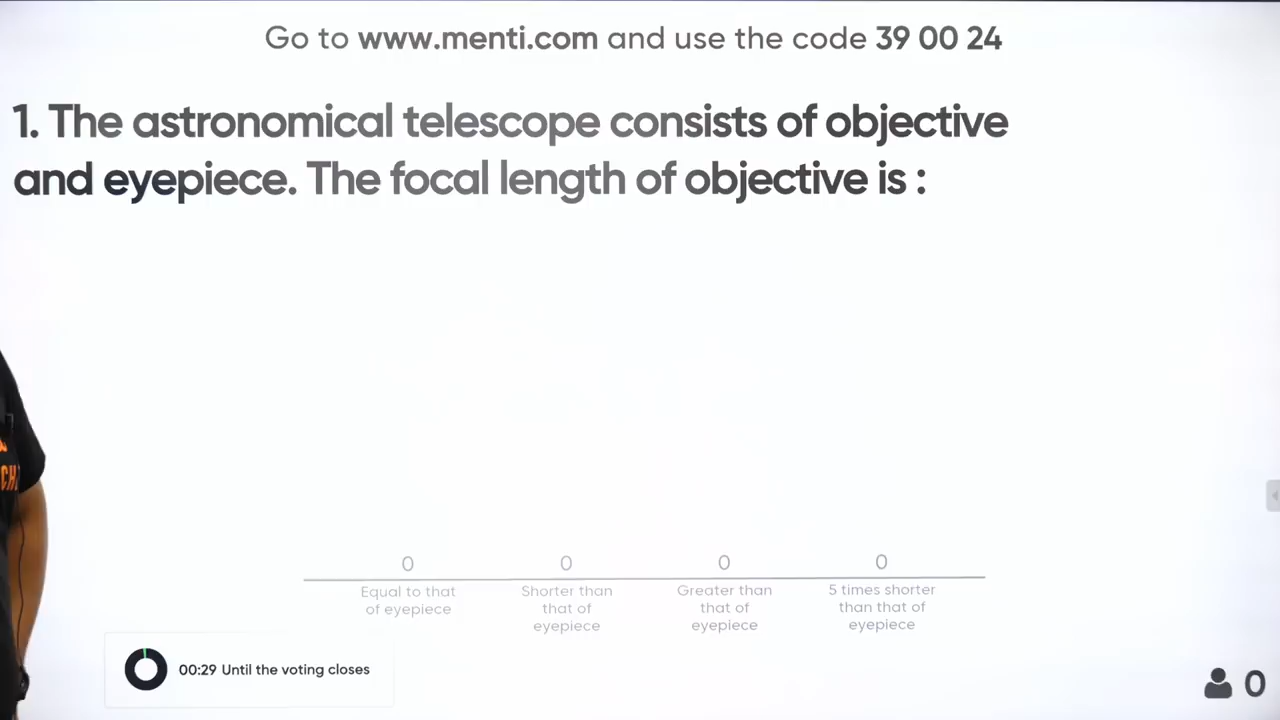 Go to www.menti.com and use the code 39 00 24
1. The astronomical telescope consists of objective
and eyepiece. The focal length of objective is :
0
0
0
0
Equal to that
of eyepiece
Shorter than
that of
eyepiece
Greater than
that of
eyepiece
5 times shorter
than that of
eyepiece
00:29 Until the voting closes
0